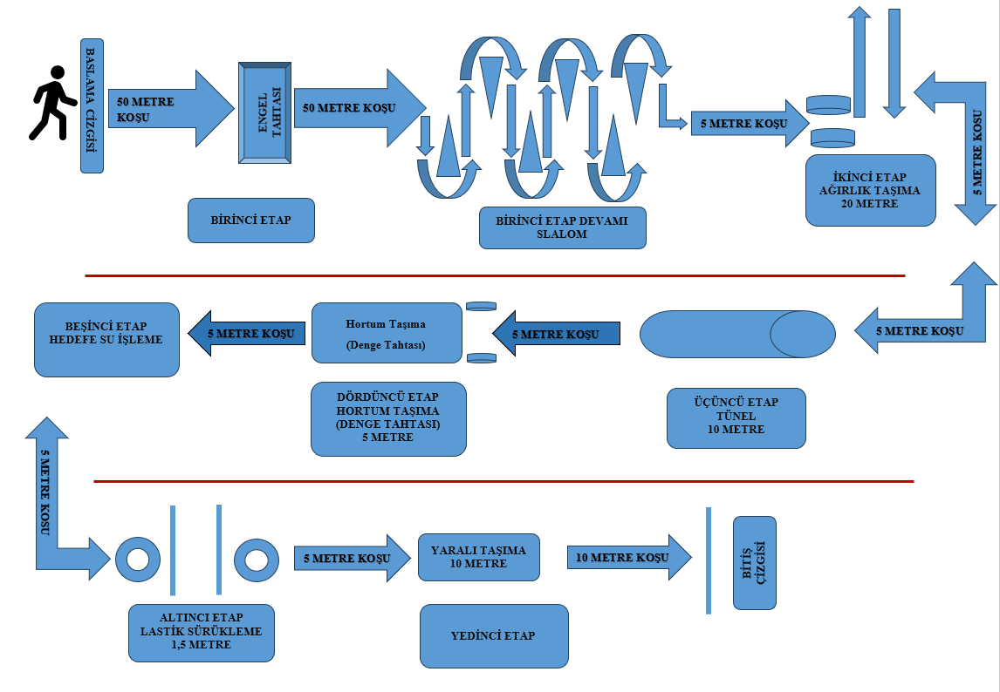 BASLAMA CİZGİSİ
50 METRE
KOŞU
ENGEL
TAHTASI
50 METRE KOŞU
5 METRE KOŞU
5 METRE KOSU
BİRİNCİ ETAP
BİRİNCİ ETAP DEVAMI
SLALOM
İKİNCİ ETAP
AĞIRLIK TAŞIMA
20 METRE
5 METRE KOŞU
5 METRE KOŞU
Hortum Taşıma
(Denge Tahtası)
5 METRE KOŞU
BEŞİNCİ ETAP
HEDEFE SU İŞLEME
ÜÇÜNCÜ ETAP
TÜNEL
10 METRE
DÖRDÜNCÜ ETAP
HORTUM TAŞIMA
(DENGE TAHTASI)
5 METRE
5 METRE KOSU
5 METRE KOŞU
YARALI TAŞIMA
10 METRE
10 METRE KOŞU
BİTİŞ
ÇİZGİSİ
ALTINCI ETAP
LASTİK SÜRÜKLEME
1,5 METRE
YEDİNCİ ETAP